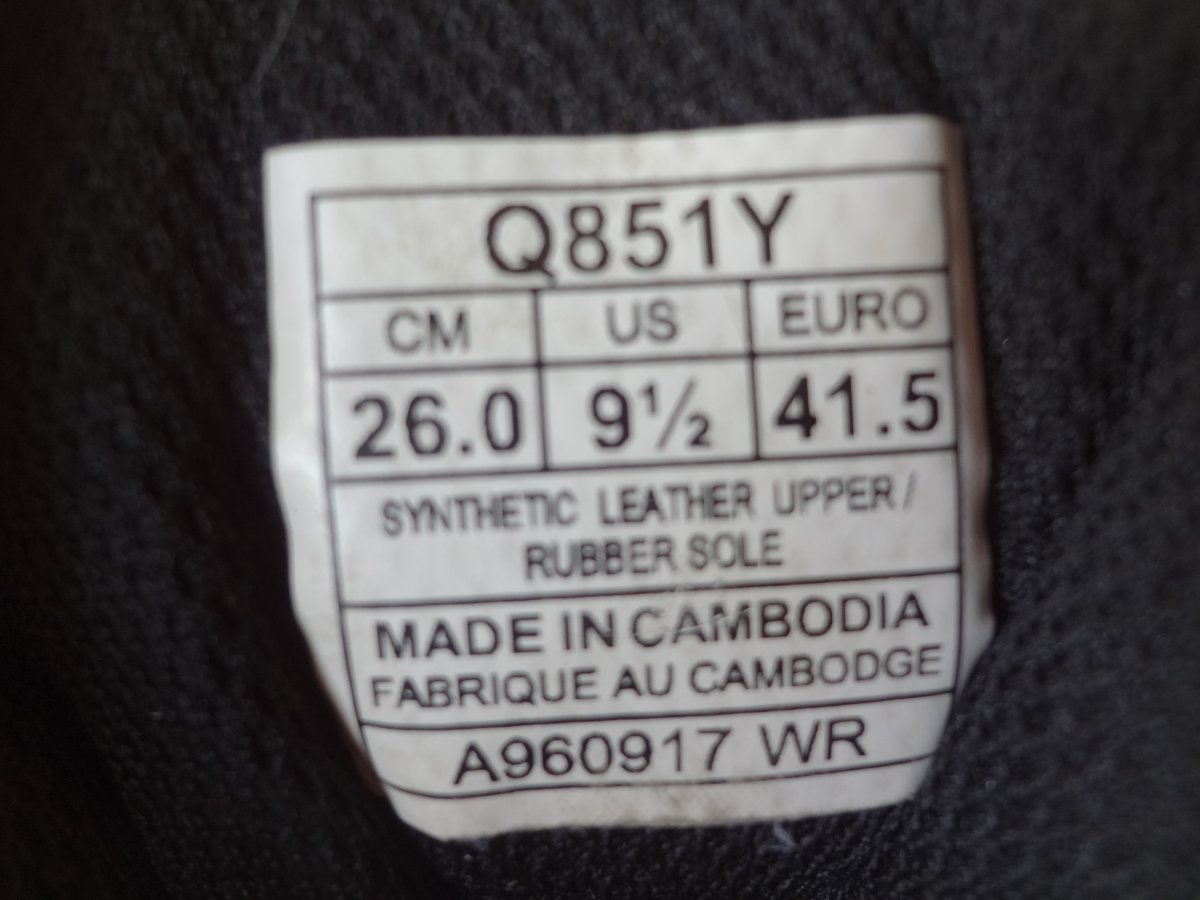 Q851Y
CM US EURO
26.0 9½ 41.5
SYNTHETIC LEATHER UPPER /
RUBBER SOLE
MADE IN CAMBODIA
FABRIQUE AU CAMBODGE
A960917 WR